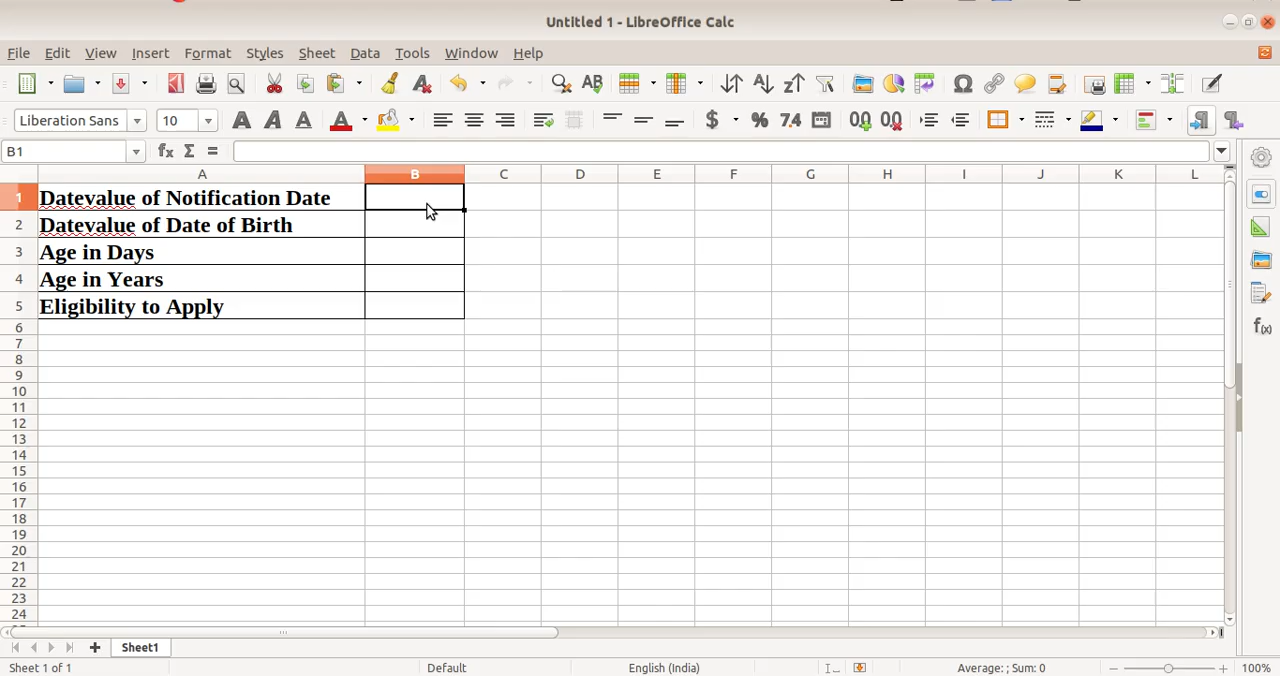 Untitled 1 - LibreOffice Calc
File Edit View Insert Format Styles Sheet Data Tools Window Help
Liberation Sans 10
B1
A B C D E F G H I J K L
1 Datevalue of Notification Date
2 Datevalue of Date of Birth
3 Age in Days
4 Age in Years
5 Eligibility to Apply
6
7
8
9
10
11
12
13
14
15
16
17
18
19
20
21
22
23
24
Sheet1
Sheet 1 of 1 Default English (India) Average: ; Sum: 0 100%